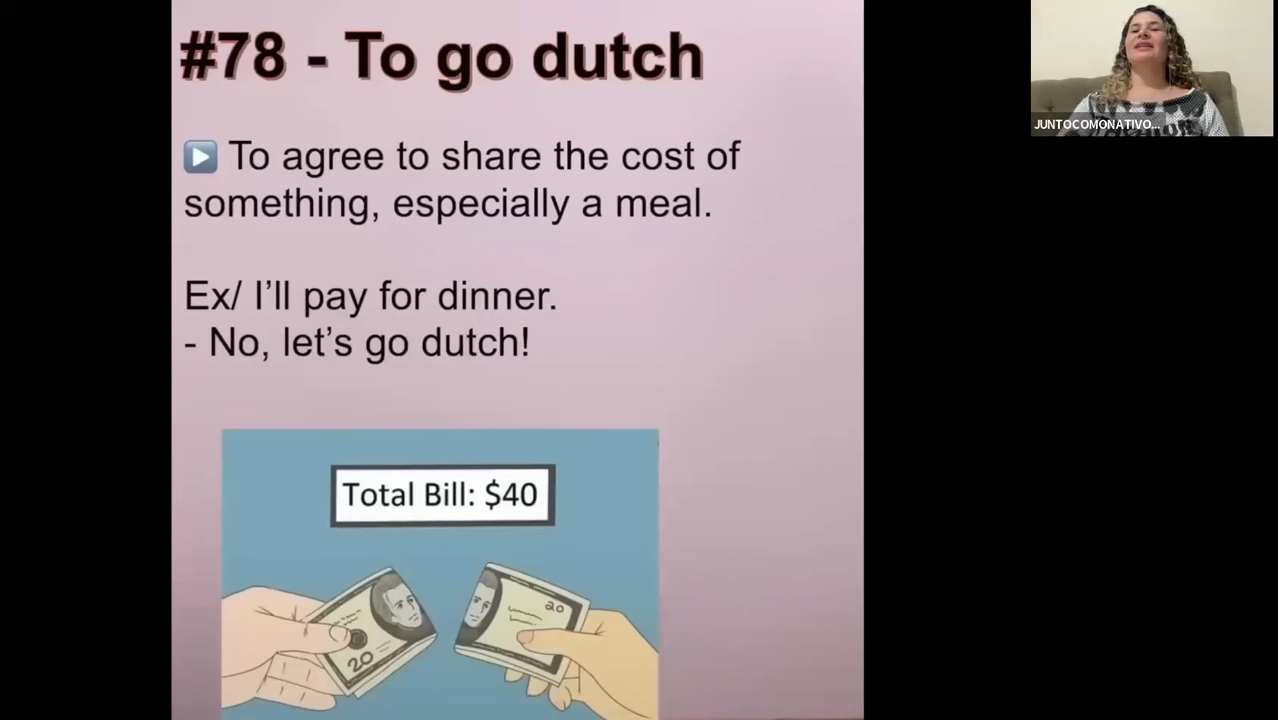 #78 - To go dutch
JUNTOCOMONATIVO...
▶ To agree to share the cost of
something, especially a meal.
Ex/ I'll pay for dinner.
- No, let's go dutch!
Total Bill: $40
20
20